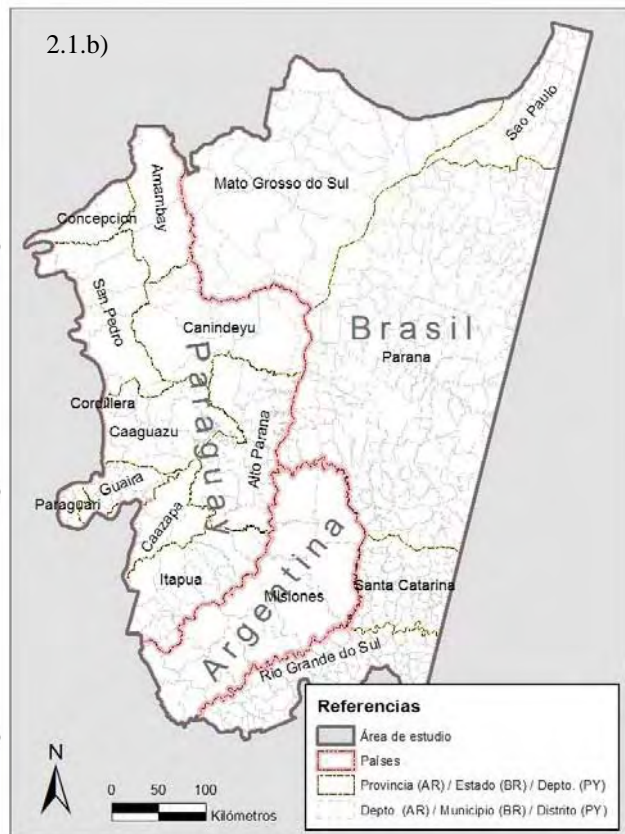 2.1.b)
Sao Paulo
Mato Grosso do Sul
Amambay
Concepcion
San Pedro
Canindeyu
Brasil
Parana
Paraguay
Cordillera
Caaguazu
Alto Parana
Guaira
Paraguari
Caazapa
Itapua
Argentina
Misiones
Santa Catarina
Rio Grande do Sul
N
0 50 100
Kilómetros
Referencias
Área de estudio
Países
Provincia (AR) / Estado (BR) / Depto. (PY)
Depto (AR) / Municipio (BR) / Distrito (PY)